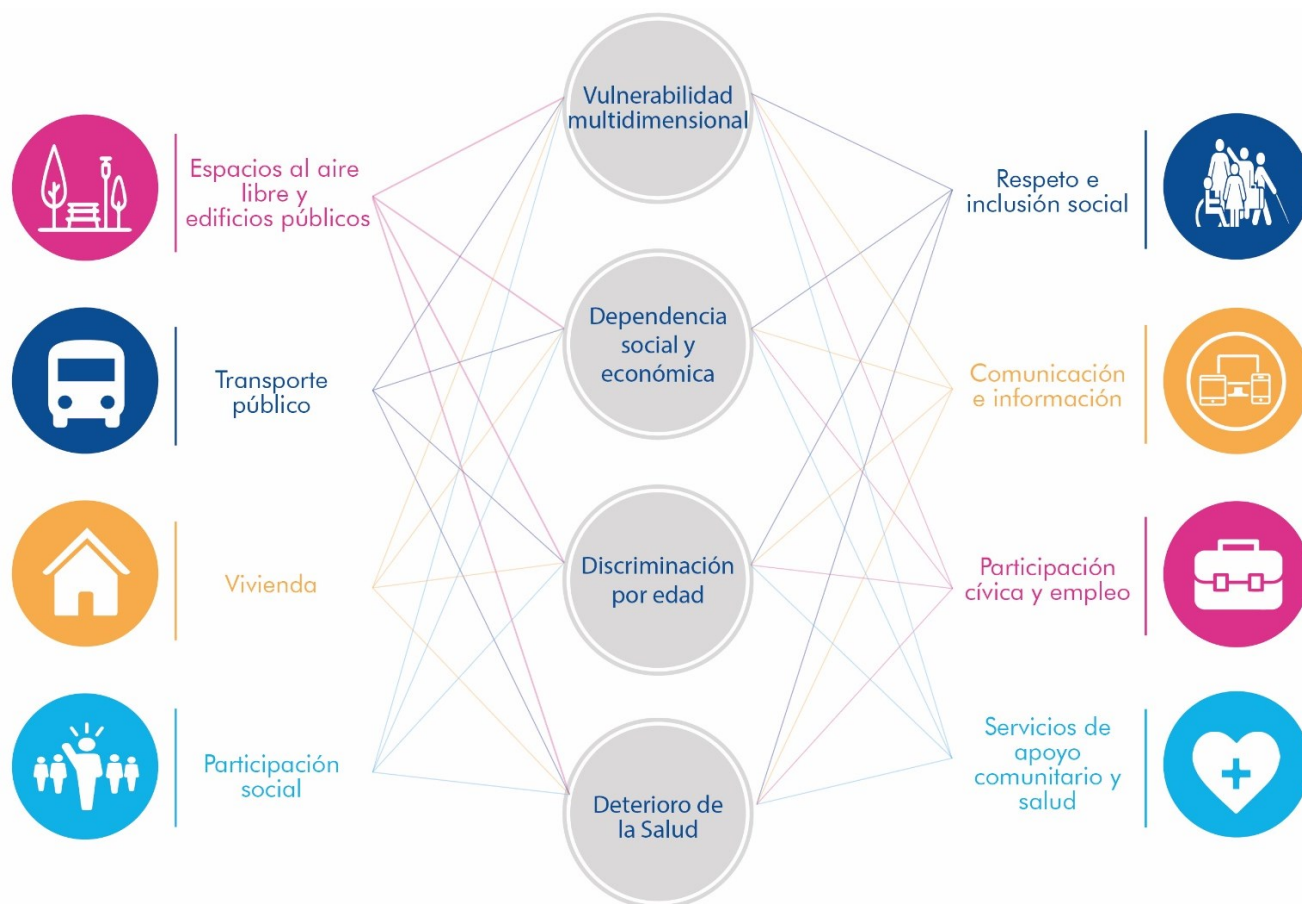 Espacios al aire
libre y
edificios públicos
Transporte
público
Vivienda
Participación
social
Vulnerabilidad
multidimensional
Dependencia
social y
económica
Discriminación
por edad
Deterioro de
la Salud
Respeto e
inclusión social
Comunicación
e información
Participación
cívica y empleo
Servicios de
apoyo
comunitario y
salud